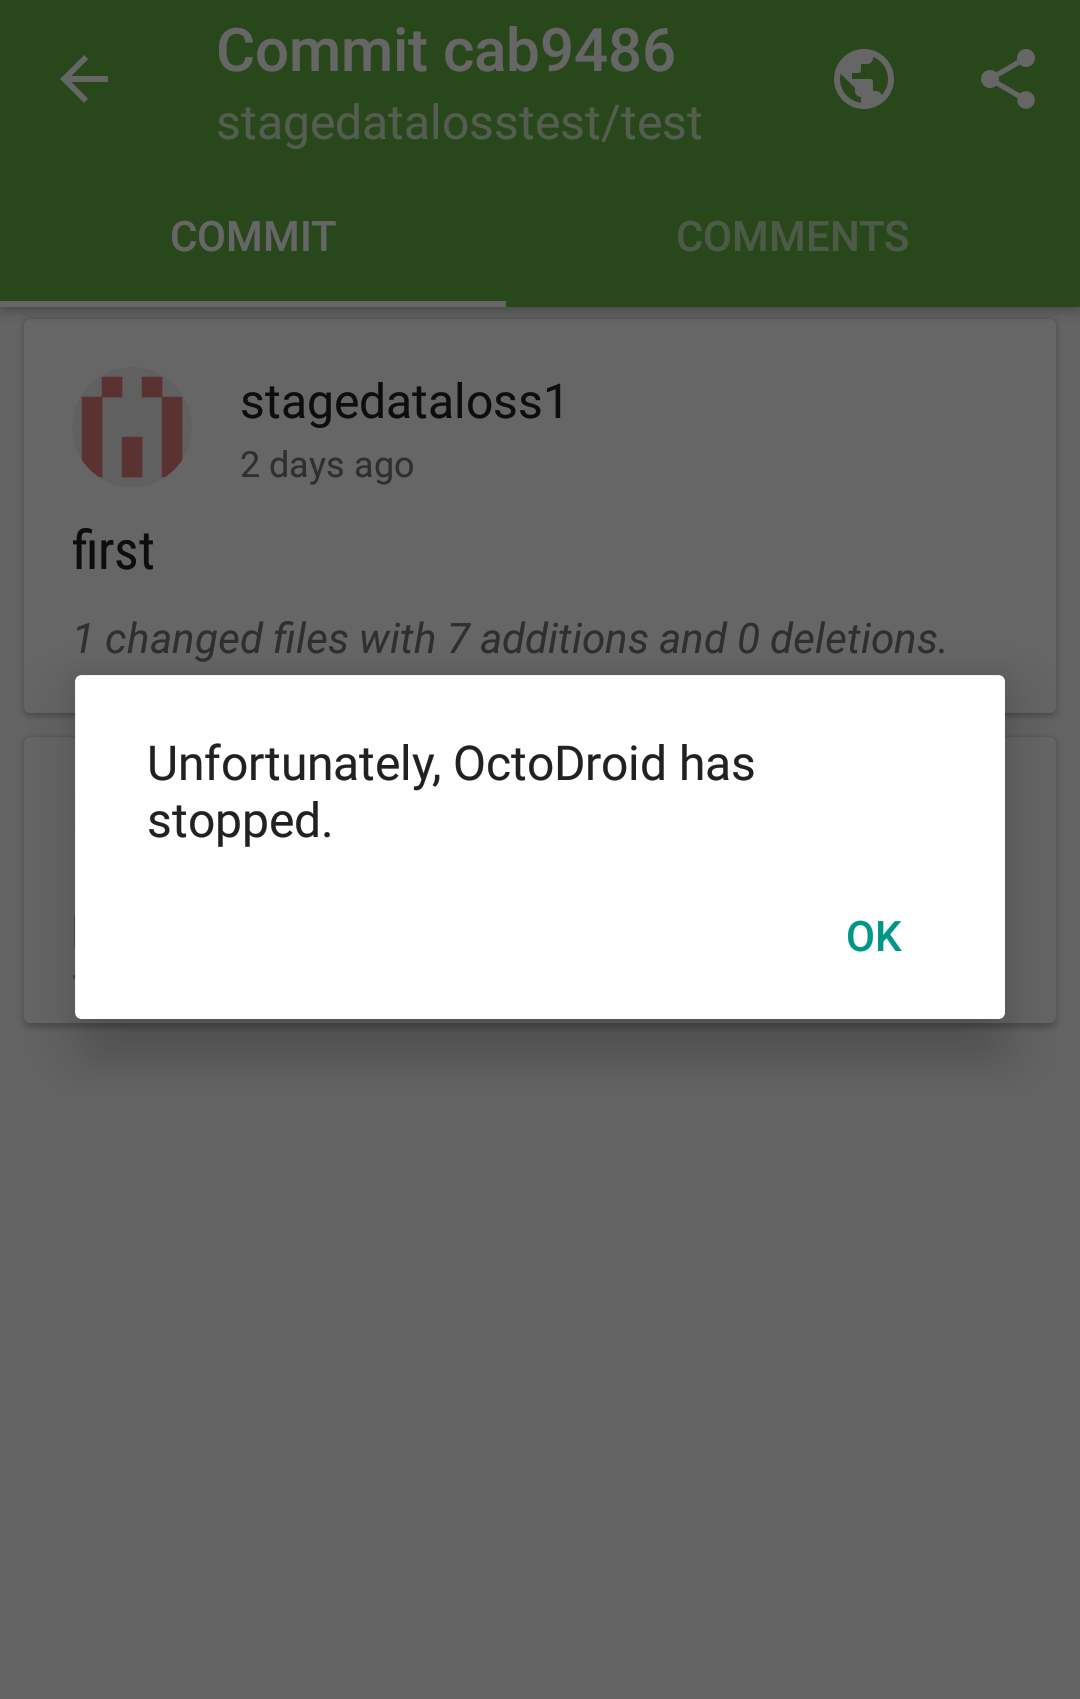 Commit cab9486
stagedatalosstest/test
COMMIT
COMMENTS
stagedataloss1
2 days ago
first
1 changed files with 7 additions and 0 deletions.
Unfortunately, OctoDroid has
stopped.
OK